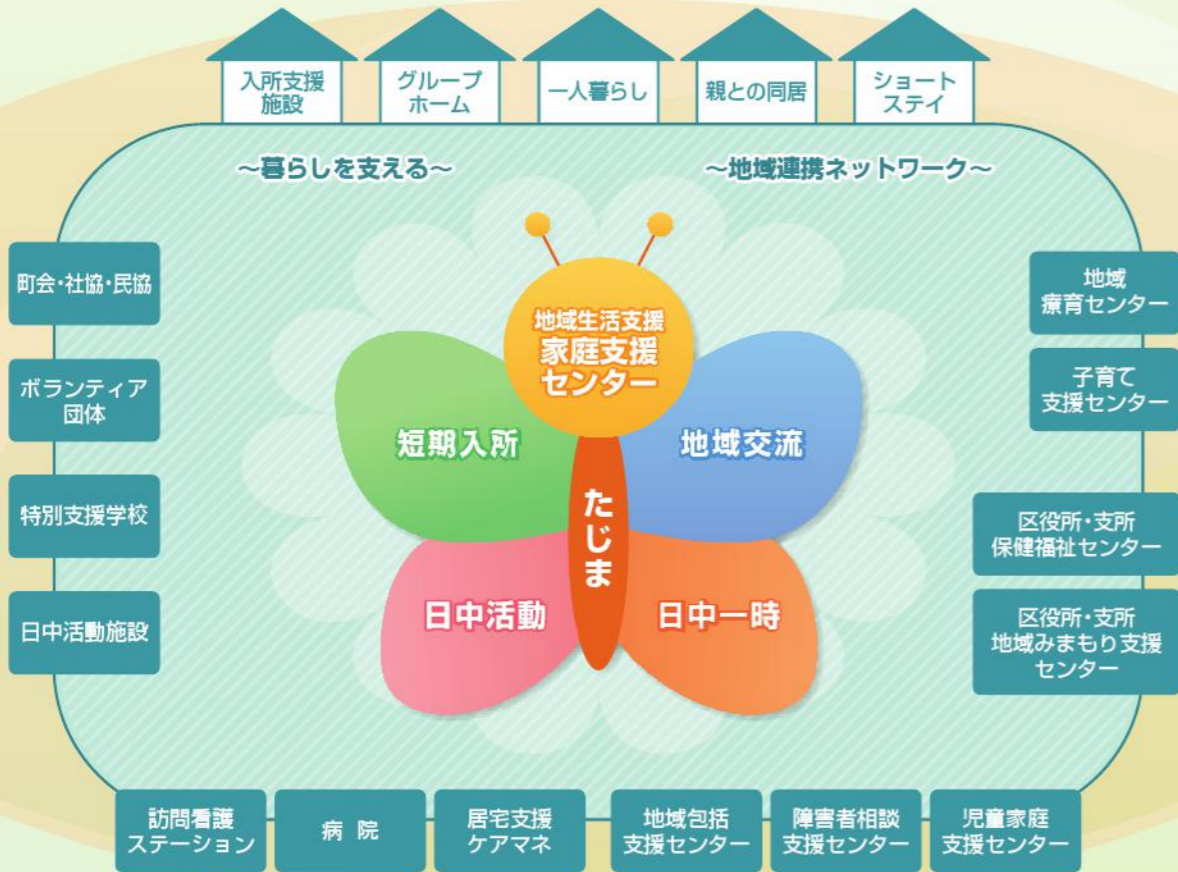 入所支援
施設
グループ
ホーム
一人暮らし
親との同居
ショート
ステイ
～暮らしを支える～
～地域連携ネットワーク～
町会・社協・民協
ボランティア
団体
特別支援学校
日中活動施設
地域生活支援
家庭支援
センター
短期入所
地域交流
たじま
日中活動
日中一時
地域
療育センター
子育て
支援センター
区役所・支所
保健福祉センター
区役所・支所
地域みまもり支援
センター
訪問看護
ステーション
病院
居宅支援
ケアマネ
地域包括
支援センター
障害者相談
支援センター
児童家庭
支援センター